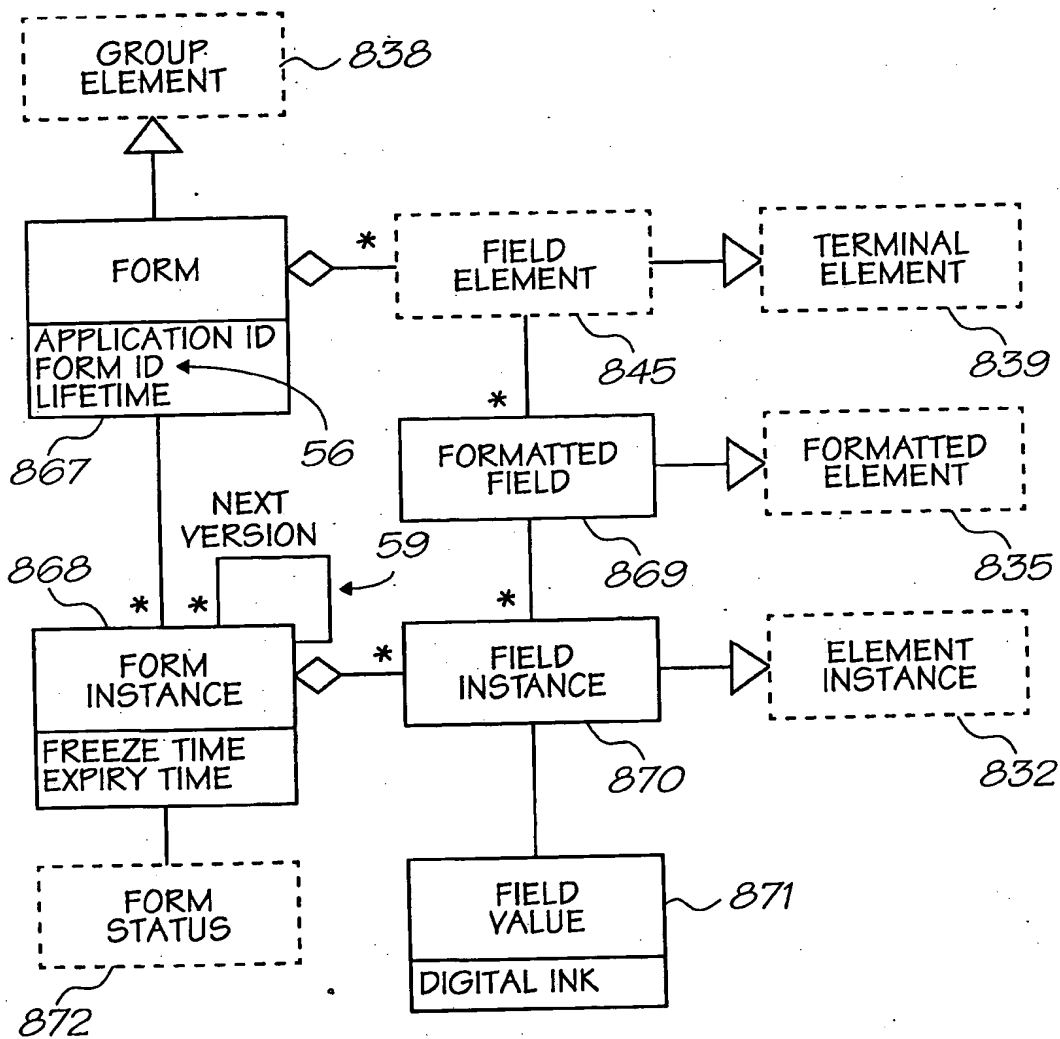 GROUP
ELEMENT
838
FORM
*
FIELD
ELEMENT
TERMINAL
ELEMENT
APPLICATION ID
FORM ID
LIFETIME
845
839
867
56
*
FORMATTED
FIELD
FORMATTED
ELEMENT
NEXT
VERSION
59
869
835
868
*
*
*
FORM
INSTANCE
*
FIELD
INSTANCE
ELEMENT
INSTANCE
FREEZE TIME
EXPIRY TIME
870
832
FORM
STATUS
FIELD
VALUE
871
DIGITAL INK
872